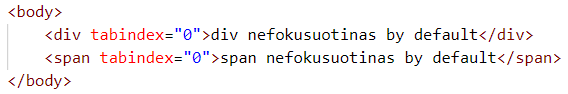 <body>
    <div tabindex="0">div nefokusuotinas by default</div>
    <span tabindex="0">span nefokusuotinas by default</span>
</body>